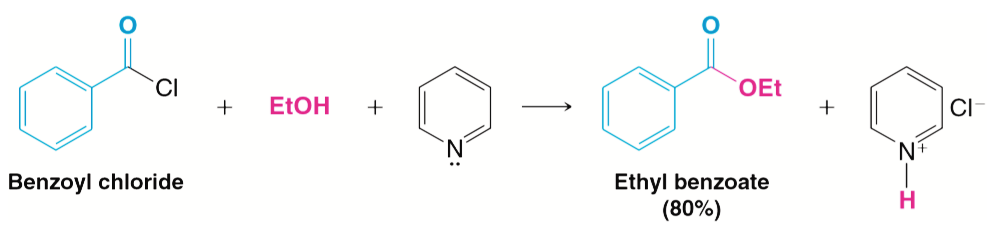 O
Cl
+
EtOH
+
N
Benzoyl chloride
O
OEt
+
Ethyl benzoate
(80%)
N+
H
Cl−